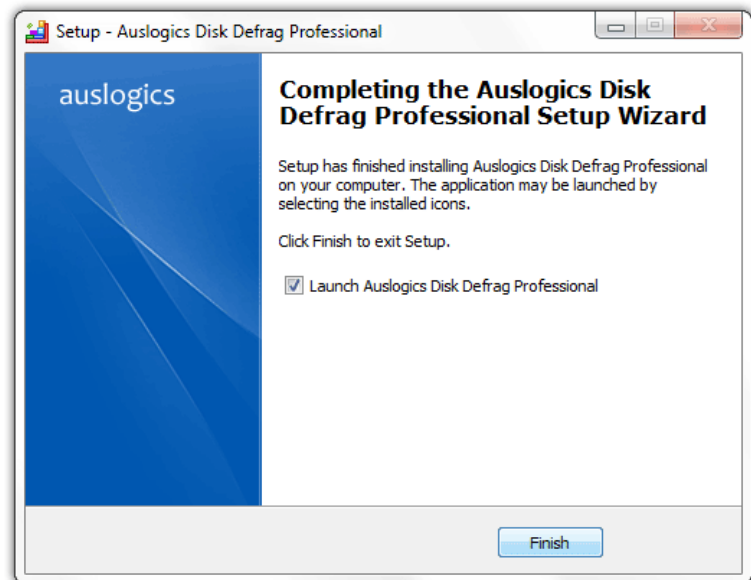 Setup - Auslogics Disk Defrag Professional
auslogics
Completing the Auslogics Disk
Defrag Professional Setup Wizard
Setup has finished installing Auslogics Disk Defrag Professional
on your computer. The application may be launched by
selecting the installed icons.
Click Finish to exit Setup.
Launch Auslogics Disk Defrag Professional
Finish